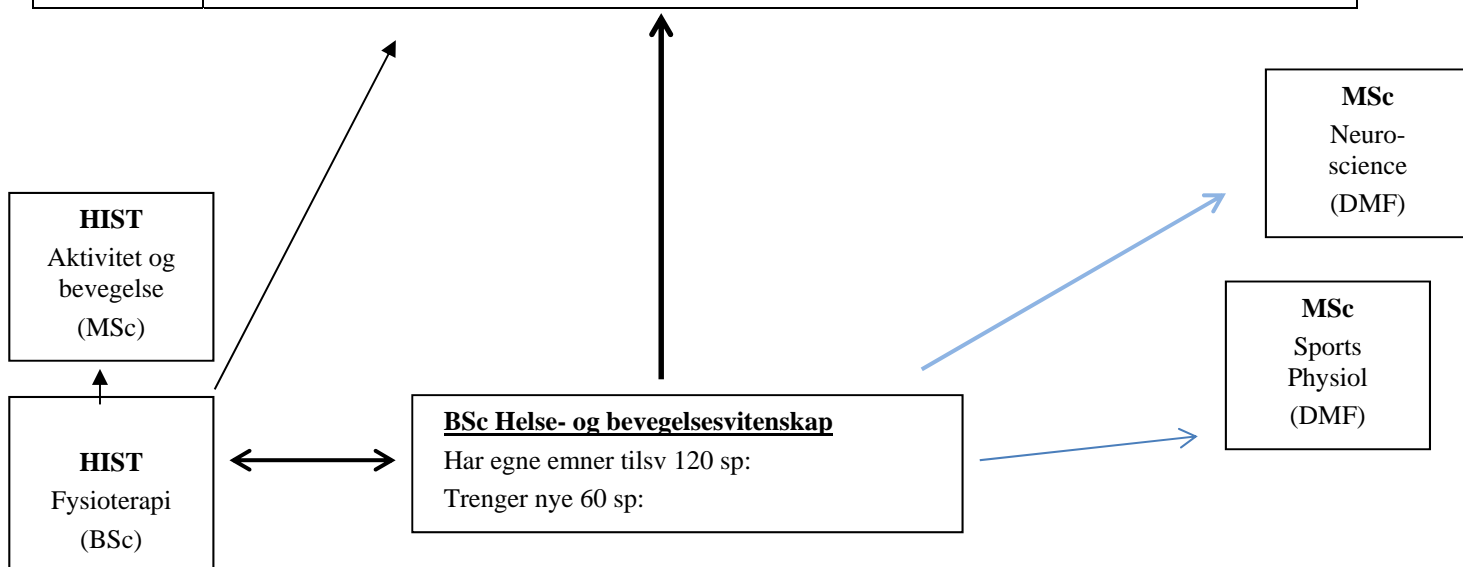 MSc
Neuro-
science
(DMF)
HIST
Aktivitet og
bevegelse
(MSc)
MSc
Sports
Physiol
(DMF)
BSc Helse- og bevegelsesvitenskap
Har egne emner tilsv 120 sp:
Trenger nye 60 sp:
HIST
Fysioterapi
(BSc)